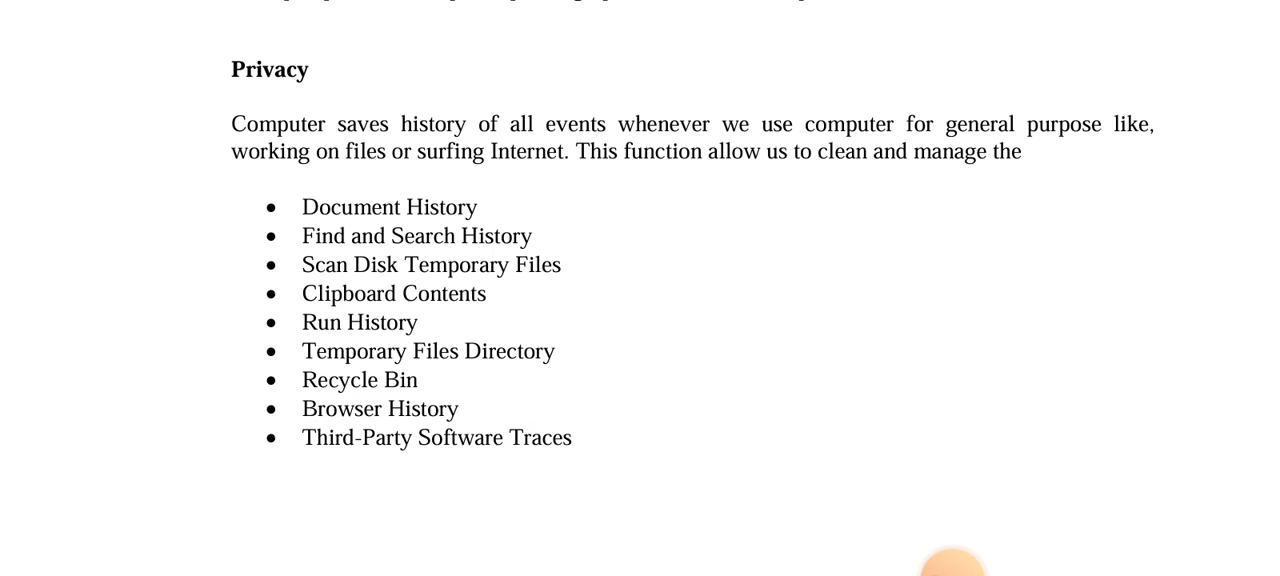 Privacy
Computer saves history of all events whenever we use computer for general purpose like,
working on files or surfing Internet. This function allow us to clean and manage the
• Document History
• Find and Search History
• Scan Disk Temporary Files
• Clipboard Contents
• Run History
• Temporary Files Directory
• Recycle Bin
• Browser History
• Third-Party Software Traces